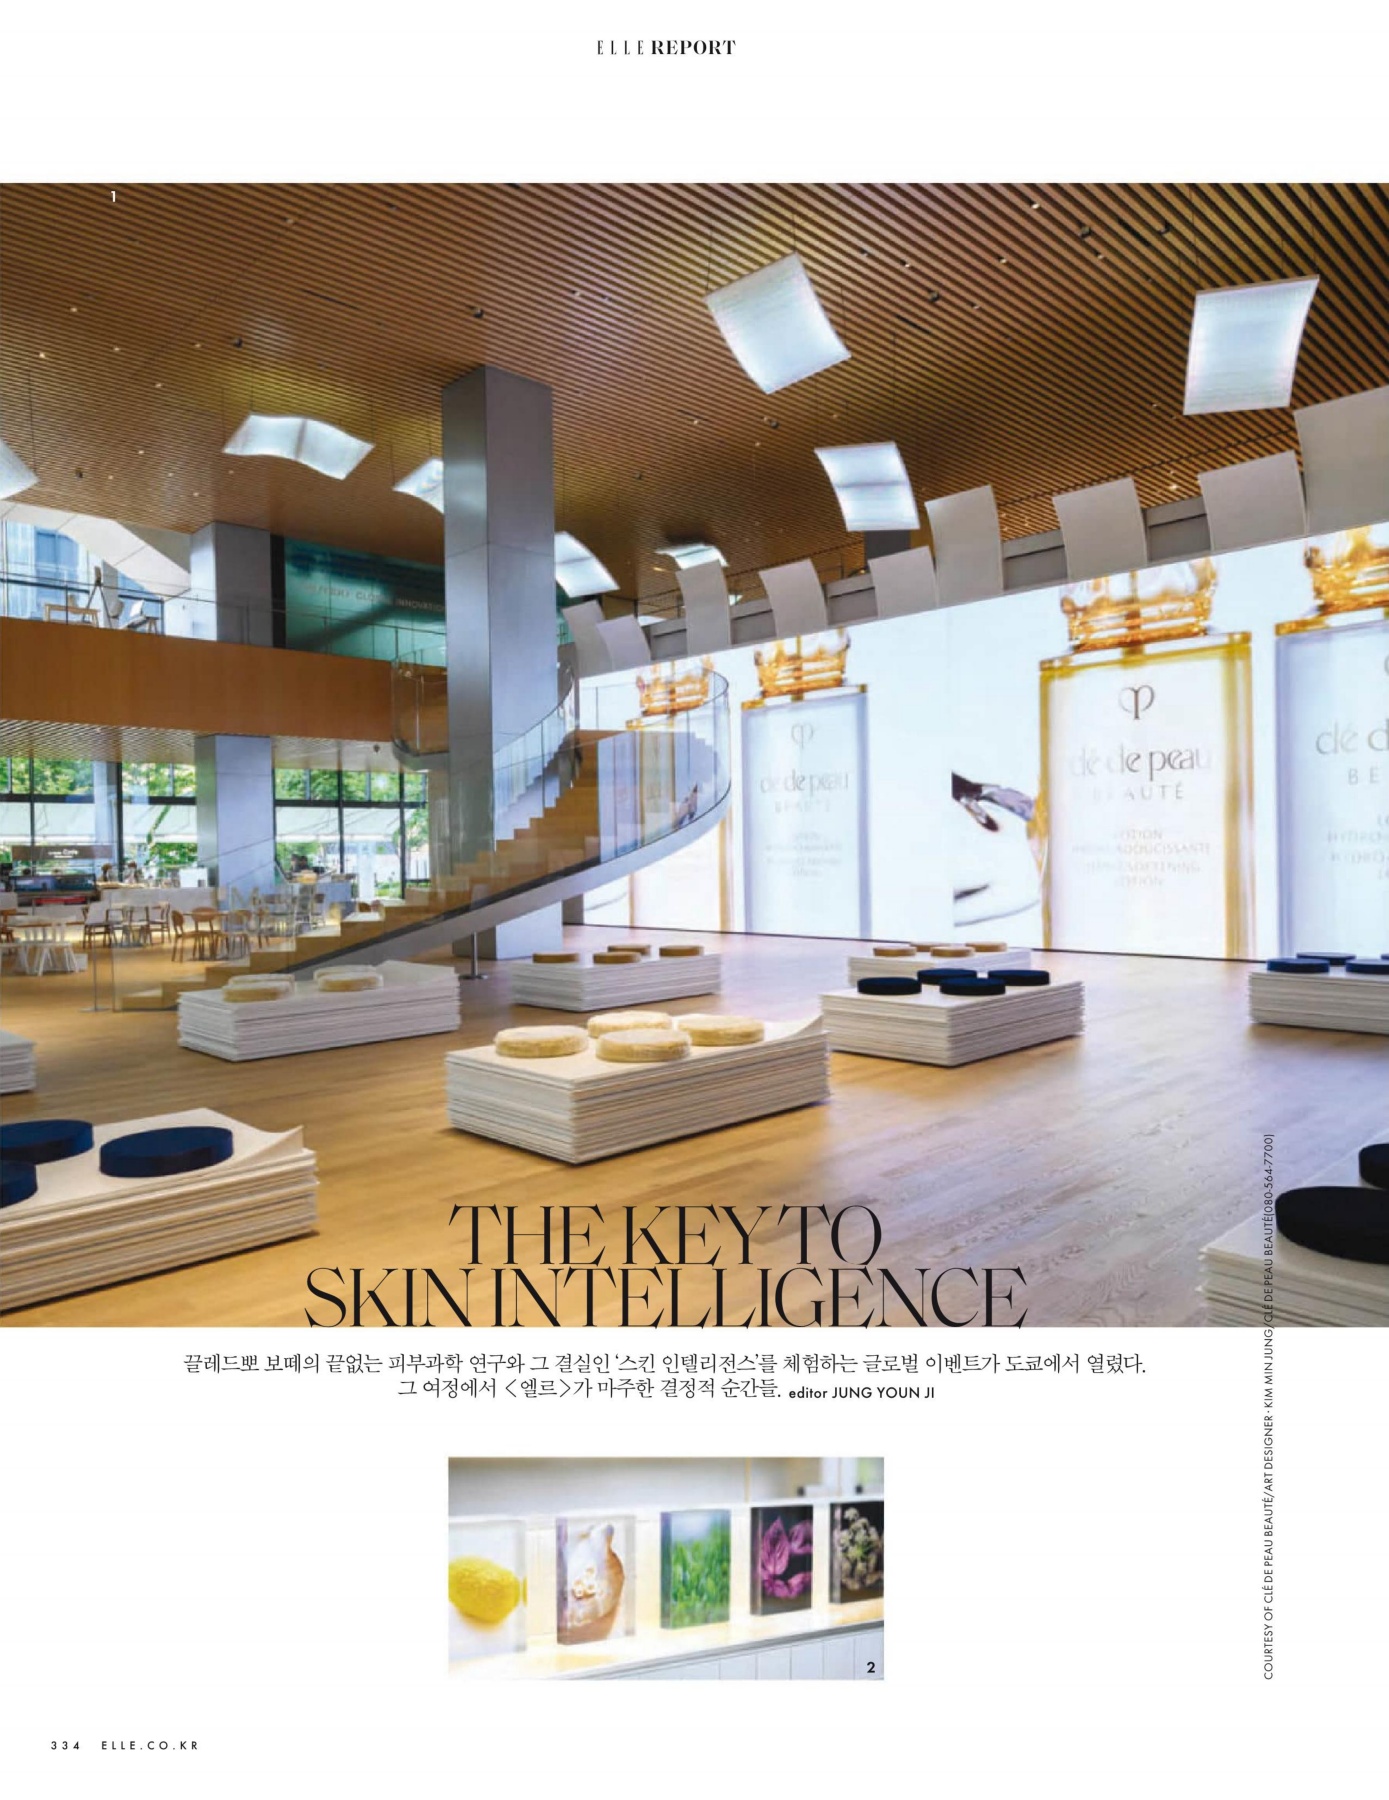 ELLE REPORT
1
clé de peau
BEAUTÉ
clé de peau
BEAUTÉ
clé d
BE
THE KEY TO
SKIN INTELLIGENCE
끌레드뽀 보떼의 끝없는 피부과학 연구와 그 결실인 ‘스킨 인텔리전스’를 체험하는 글로벌 이벤트가 도쿄에서 열렸다.
그 여정에서 <엘르>가 마주한 결정적 순간들. editor JUNG YOUN JI
COURTESY OF CLÉ DE PEAU BEAUTÉ/ART DESIGNER · KIM MIN JUNG/CLÉ DE PEAU BEAUTÉ(080-564-7700)
2
334 ELLE.CO.KR